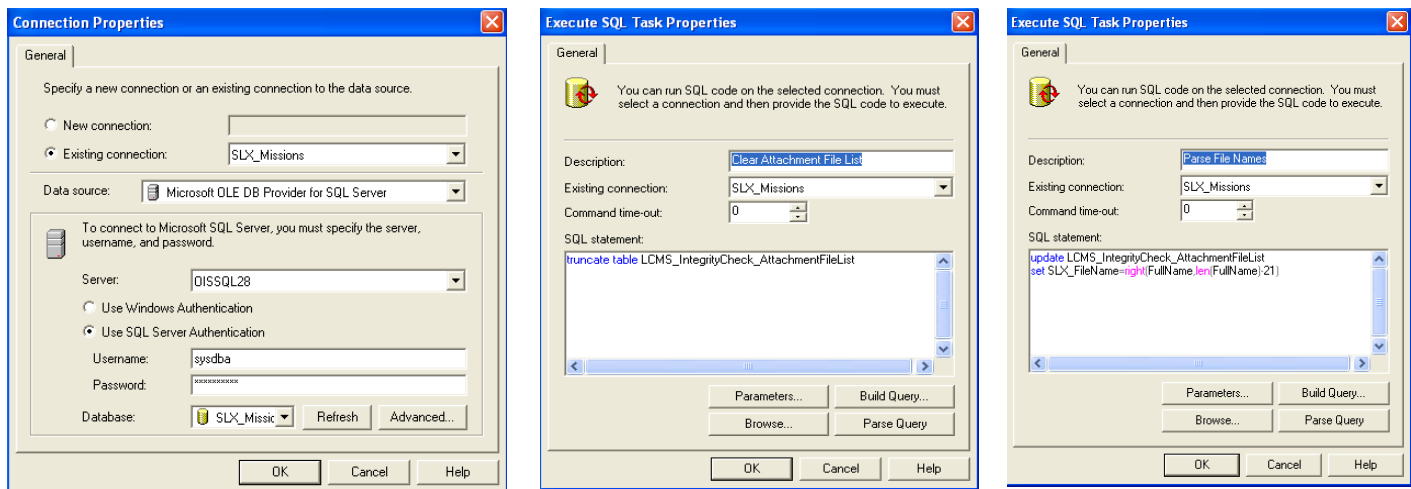 Connection Properties
General
Specify a new connection or an existing connection to the data source.
New connection:
Existing connection: SLX_Missions
Data source: Microsoft OLE DB Provider for SQL Server
To connect to Microsoft SQL Server, you must specify the server,
username, and password.
Server: OISSQL28
Use Windows Authentication
Use SQL Server Authentication
Username: sysdba
Password: **********
Database: SLX_Missic Refresh Advanced...
OK Cancel Help
Execute SQL Task Properties
General
You can run SQL code on the selected connection. You must
select a connection and then provide the SQL code to execute.
Description: Clear Attachment File List
Existing connection: SLX_Missions
Command time-out: 0
SQL statement:
truncate table LCMS_IntegrityCheck_AttachmentFileList
Parameters... Build Query...
Browse... Parse Query
OK Cancel Help
Execute SQL Task Properties
General
You can run SQL code on the selected connection. You must
select a connection and then provide the SQL code to execute.
Description: Parse File Names
Existing connection: SLX_Missions
Command time-out: 0
SQL statement:
update LCMS_IntegrityCheck_AttachmentFileList
set SLX_FileName=right(FullName,len(FullName)-21)
Parameters... Build Query...
Browse... Parse Query
OK Cancel Help